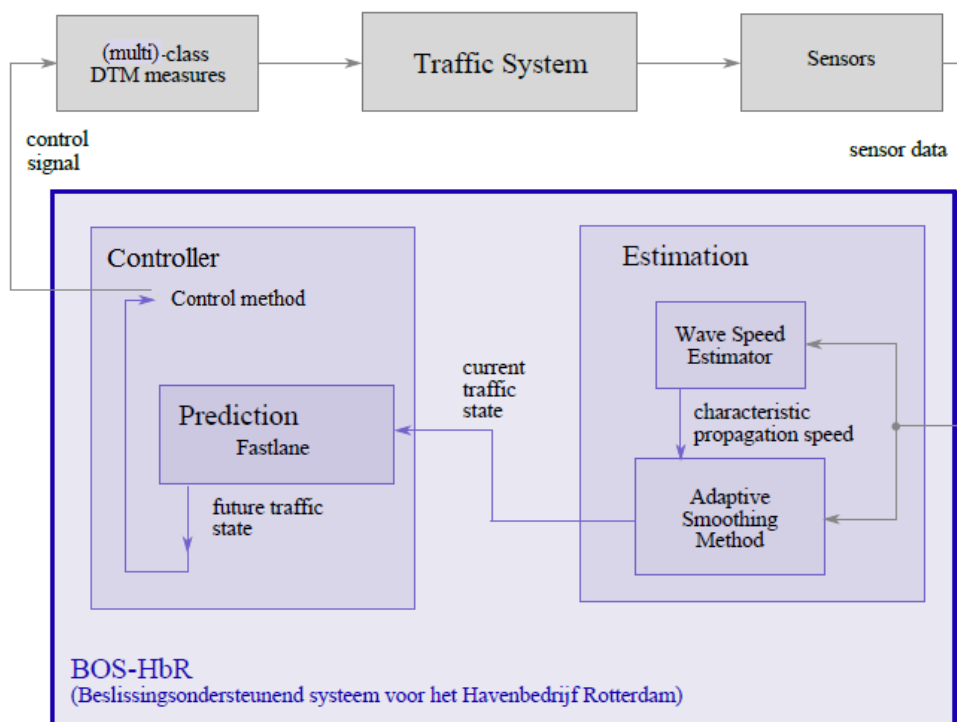 (multi)-class
DTM measures
Traffic System
Sensors
control
signal
sensor data
Controller
Control method
Estimation
Wave Speed
Estimator
current
traffic
state
characteristic
propagation speed
Prediction
Fastlane
future traffic
state
Adaptive
Smoothing
Method
BOS-HbR
(Beslissingsondersteunend systeem voor het Havenbedrijf Rotterdam)